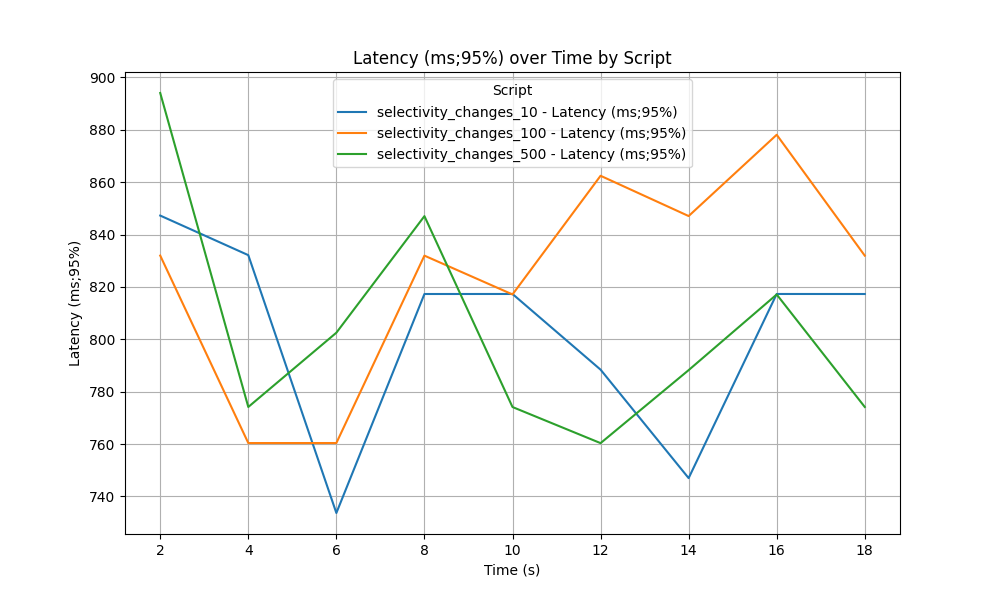 Latency (ms;95%) over Time by Script
Latency (ms;95%)
900
880
860
840
820
800
780
760
740
Script
selectivity_changes_10 - Latency (ms;95%)
selectivity_changes_100 - Latency (ms;95%)
selectivity_changes_500 - Latency (ms;95%)
2 4 6 8 10 12 14 16 18
Time (s)